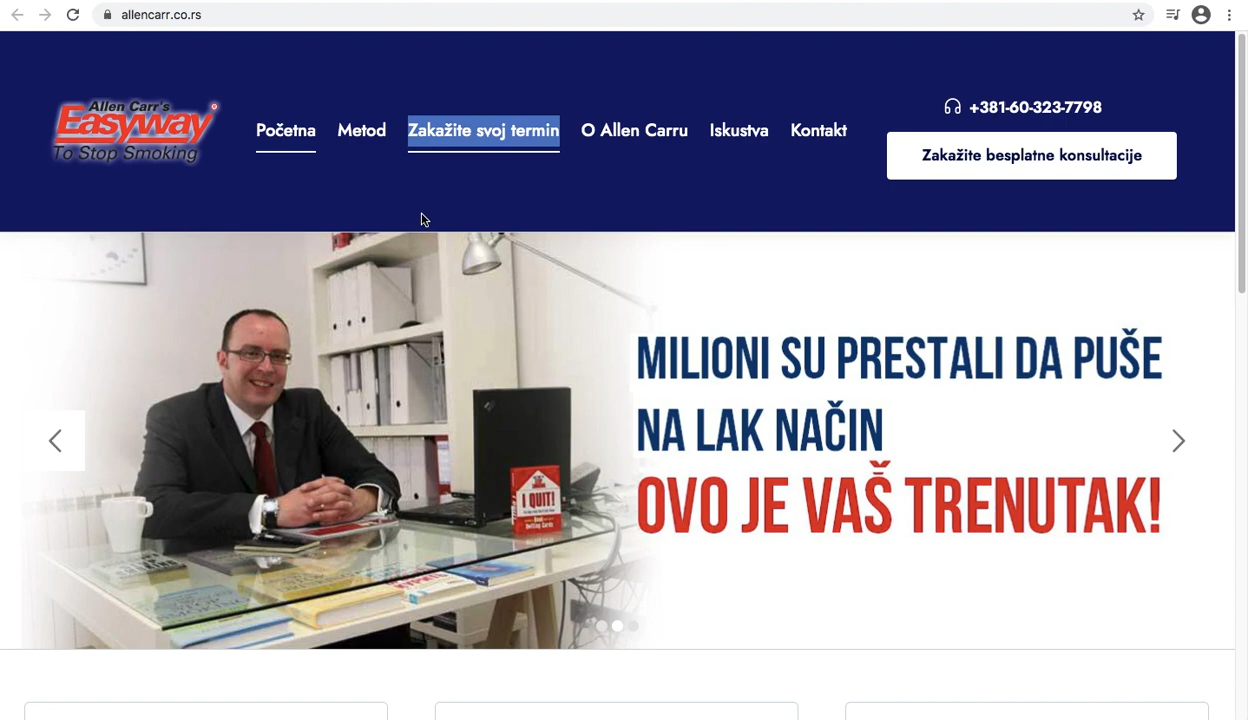 allencarr.co.rs
Allen Carr's
Easyway
To Stop Smoking
Početna
Metod
Zakažite svoj termin
O Allen Carru
Iskustva
Kontakt
+381-60-323-7798
Zakažite besplatne konsultacije
MILIONI SU PRESTALI DA PUŠE
NA LAK NAČIN
OVO JE VAŠ TRENUTAK!
I QUIT!